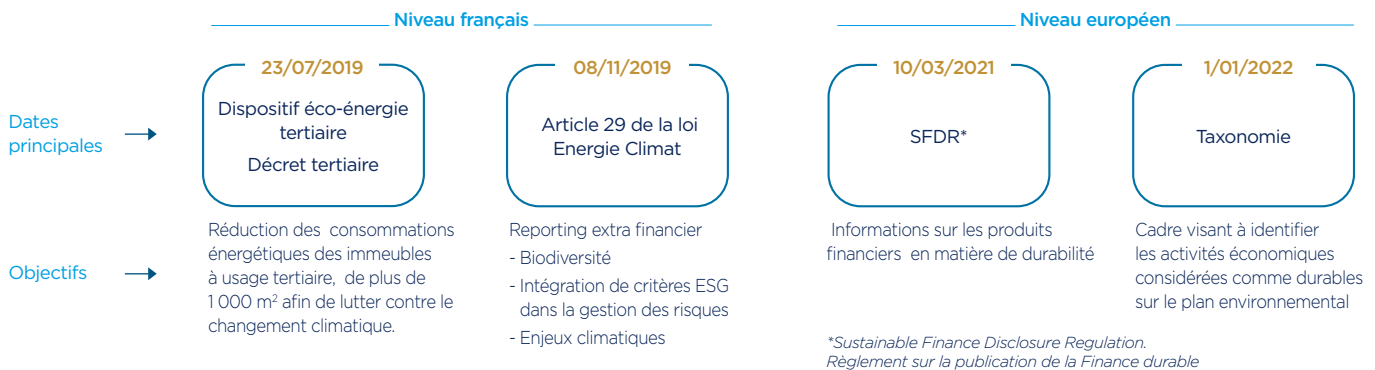 Niveau français
Niveau européen
Dates
principales
23/07/2019
Dispositif éco-énergie
tertiaire
Décret tertiaire
08/11/2019
Article 29 de la loi
Energie Climat
10/03/2021
SFDR*
1/01/2022
Taxonomie
Objectifs
Réduction des consommations
énergétiques des immeubles
à usage tertiaire, de plus de
1 000 m² afin de lutter contre le
changement climatique.
Reporting extra financier
- Biodiversité
- Intégration de critères ESG
dans la gestion des risques
- Enjeux climatiques
Informations sur les produits
financiers en matière de durabilité
Cadre visant à identifier
les activités économiques
considérées comme durables
sur le plan environnemental
*Sustainable Finance Disclosure Regulation.
Règlement sur la publication de la Finance durable